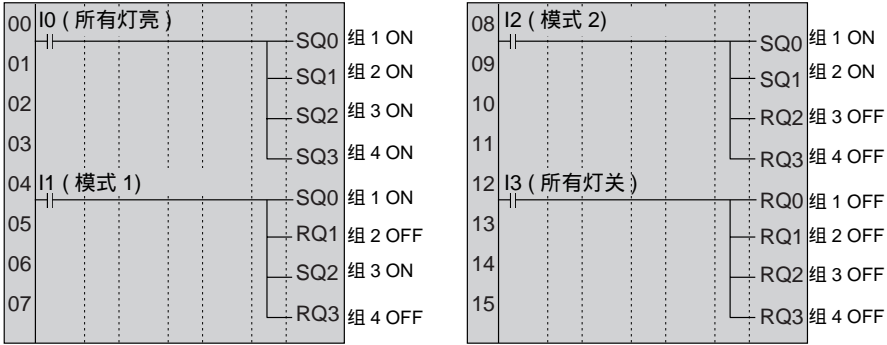 00 I0 ( 所有灯亮 )
SQ0 组 1 ON
01 SQ1 组 2 ON
02 SQ2 组 3 ON
03 SQ3 组 4 ON
04 I1 ( 模式 1)
SQ0 组 1 ON
05 RQ1 组 2 OFF
06 SQ2 组 3 ON
07 RQ3 组 4 OFF
08 I2 ( 模式 2)
SQ0 组 1 ON
09 SQ1 组 2 ON
10 RQ2 组 3 OFF
11 RQ3 组 4 OFF
12 I3 ( 所有灯关 )
RQ0 组 1 OFF
13 RQ1 组 2 OFF
14 RQ2 组 3 OFF
15 RQ3 组 4 OFF